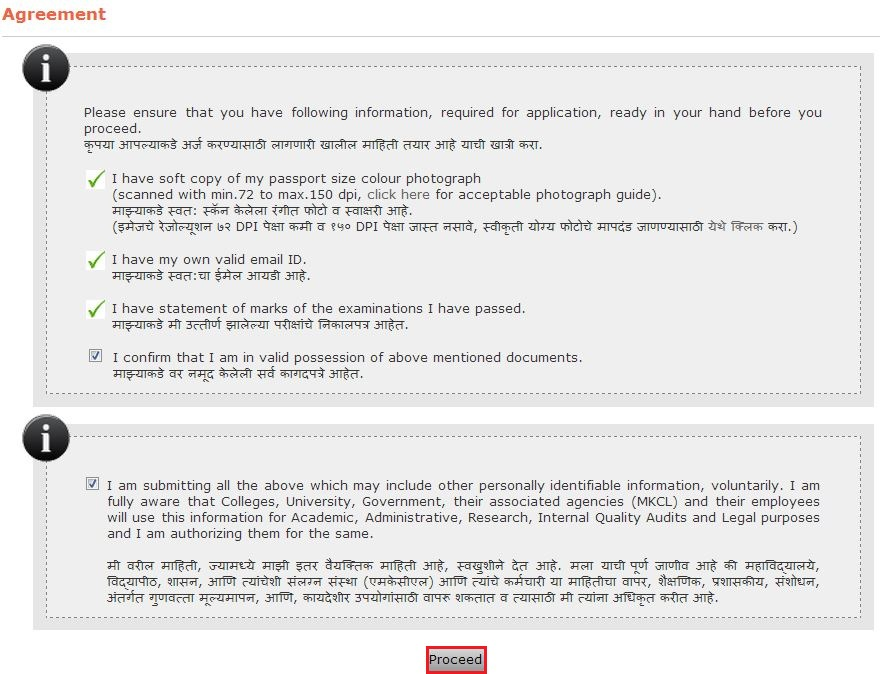 Agreement
Please ensure that you have following information, required for application, ready in your hand before you
proceed.
कृपया आपल्याकडे अर्ज करण्यासाठी लागणारी खालील माहिती तयार आहे याची खात्री करा.
I have soft copy of my passport size colour photograph
(scanned with min.72 to max.150 dpi, click here for acceptable photograph guide).
माझ्याकडे स्वत: स्कॅन केलेला रंगीत फोटो व स्वाक्षरी आहे.
(इमेजचे रेजोल्यूशन ७२ DPI पेक्षा कमी व १५० DPI पेक्षा जास्त नसावे, स्वीकृती योग्य फोटोचे मापदंड जाणण्यासाठी येथे क्लिक करा.)
I have my own valid email ID.
माझ्याकडे स्वत:चा ईमेल आयडी आहे.
I have statement of marks of the examinations I have passed.
माझ्याकडे मी उत्तीर्ण झालेल्या परीक्षांचे निकालपत्र आहेत.
I confirm that I am in valid possession of above mentioned documents.
माझ्याकडे वर नमूद केलेली सर्व कागदपत्रे आहेत.
I am submitting all the above which may include other personally identifiable information, voluntarily. I am
fully aware that Colleges, University, Government, their associated agencies (MKCL) and their employees
will use this information for Academic, Administrative, Research, Internal Quality Audits and Legal purposes
and I am authorizing them for the same.
मी वरील माहिती, ज्यामध्ये माझी इतर वैयक्तिक माहिती आहे, स्वखुशीने देत आहे. मला याची पूर्ण जाणीव आहे की महाविद्यालये,
विद्यापीठ, शासन, आणि त्यांचेशी संलग्न संस्था (एमकेसीएल) आणि त्यांचे कर्मचारी या माहितीचा वापर, शैक्षणिक, प्रशासकीय, संशोधन,
अंतर्गत गुणवत्ता मूल्यमापन, आणि, कायदेशीर उपयोगांसाठी वापरू शकतात व त्यासाठी मी त्यांना अधिकृत करीत आहे.
Proceed